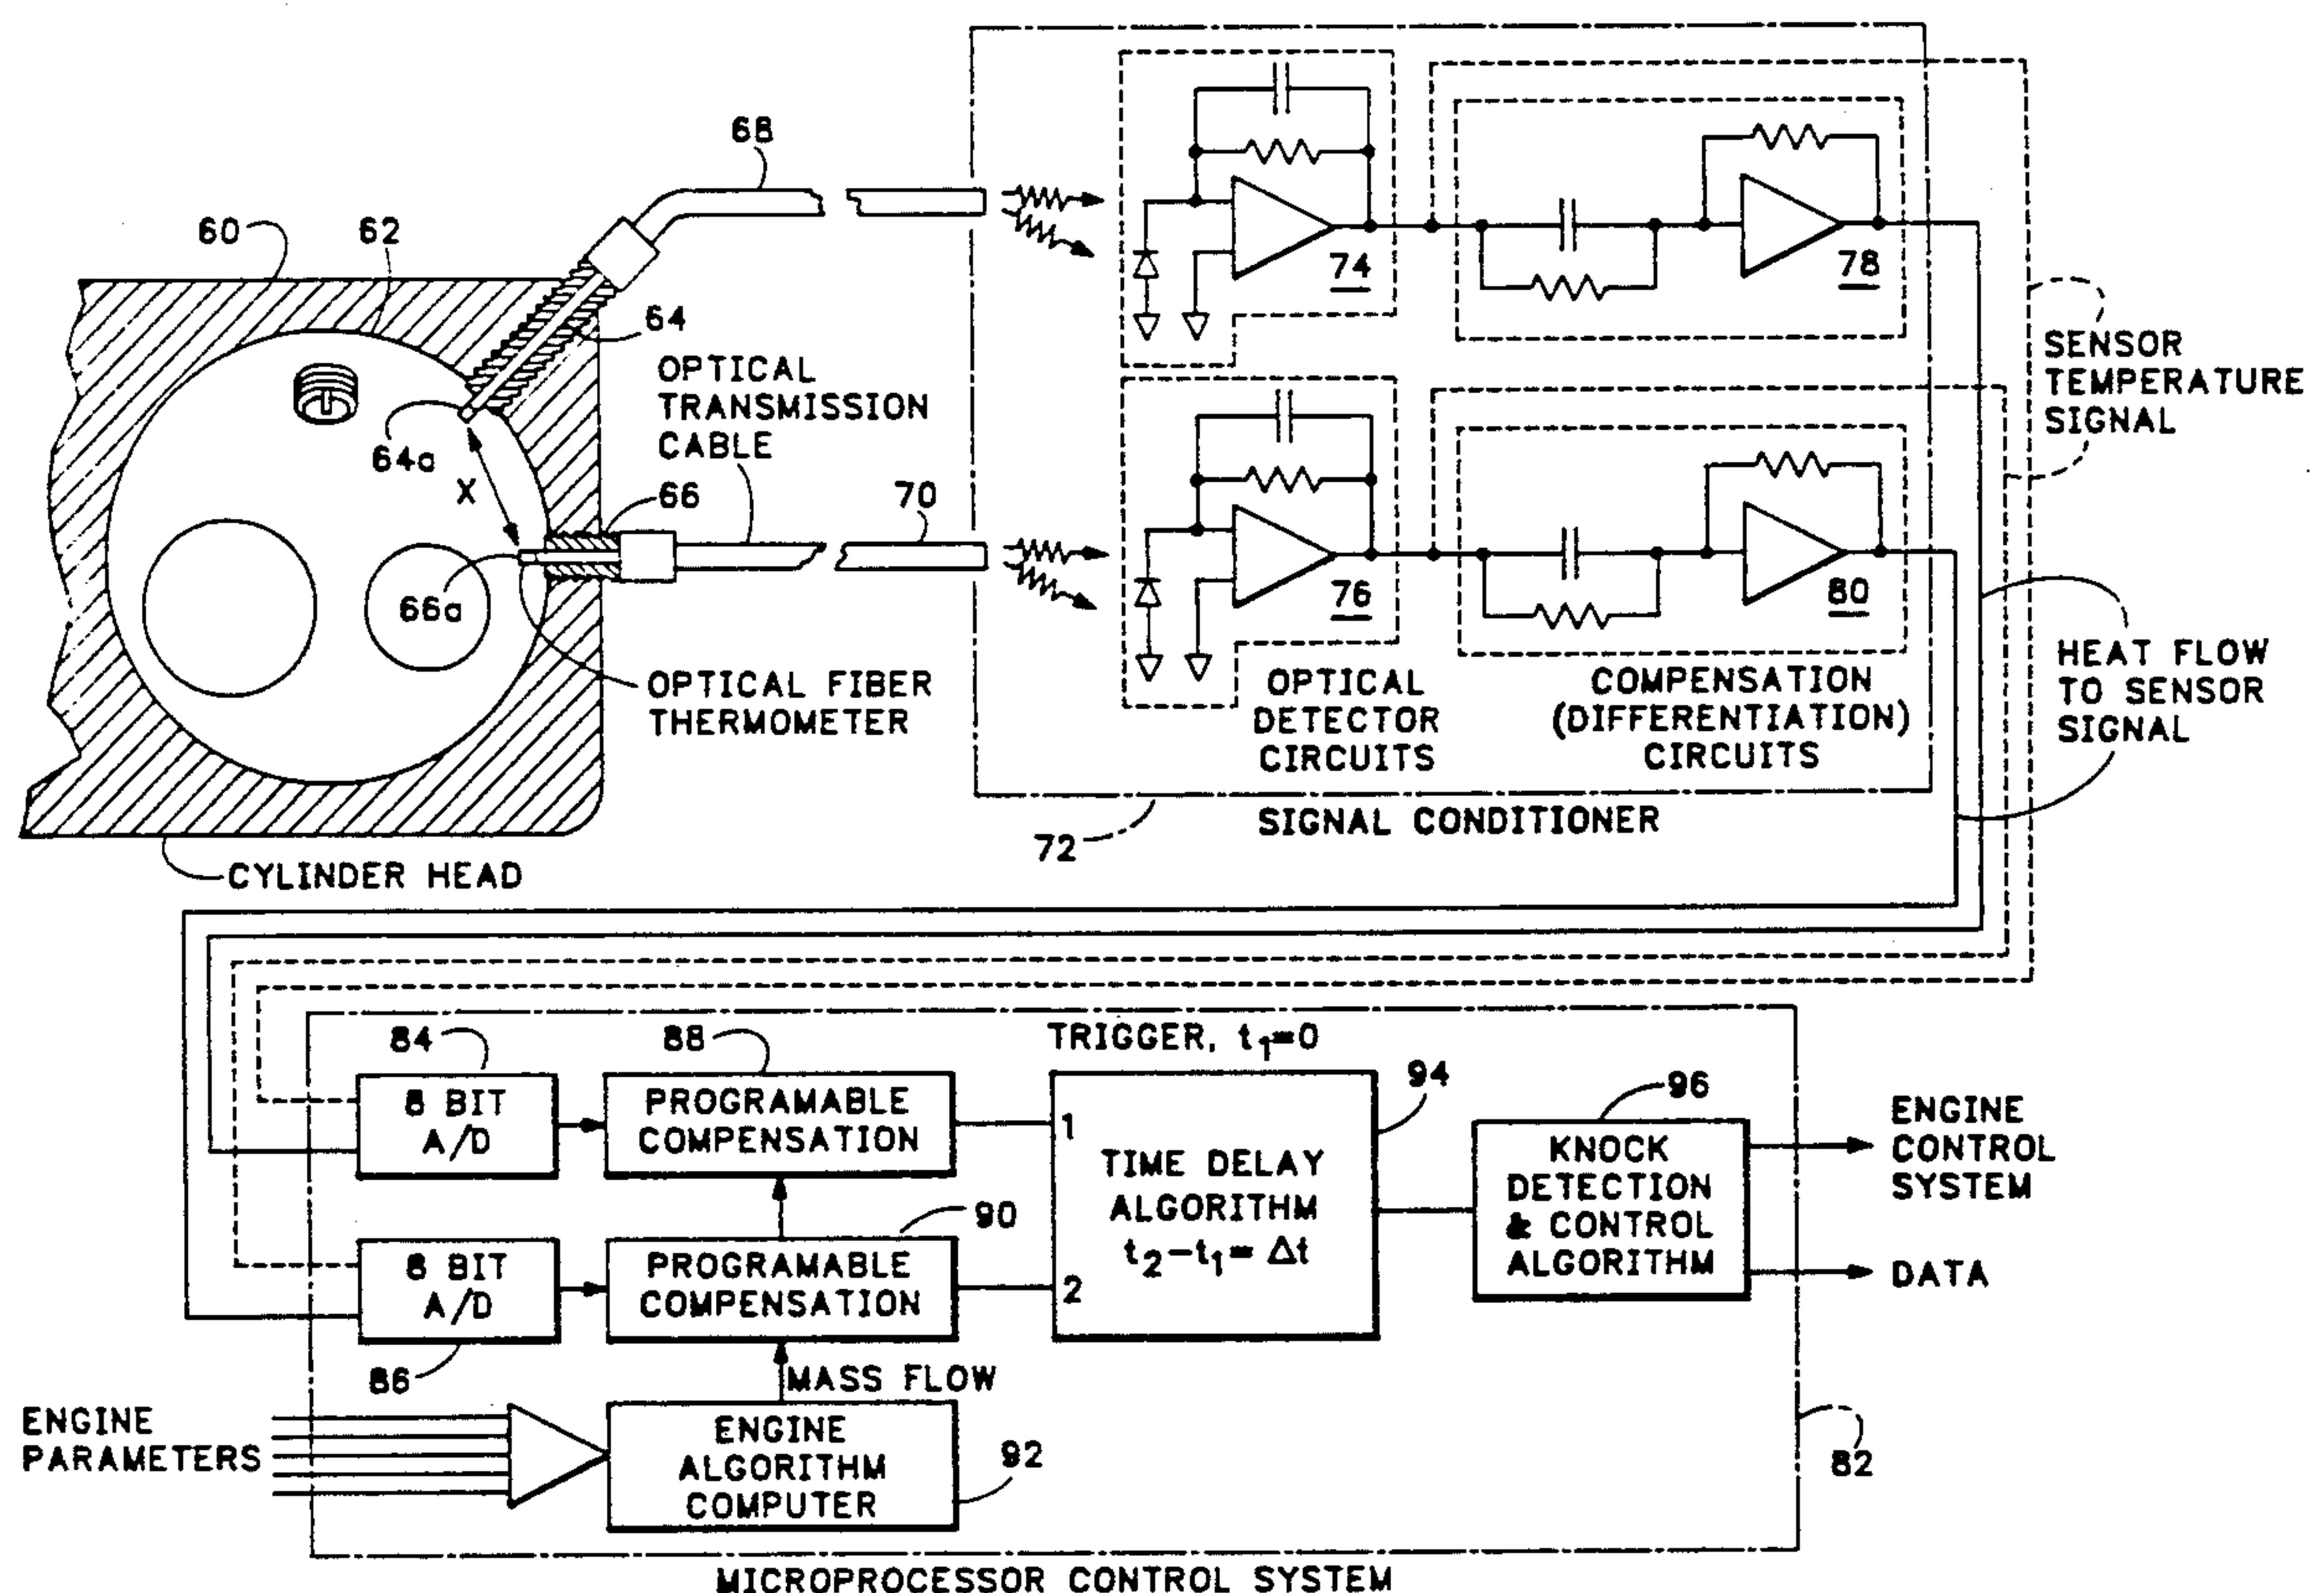 68
60
62
64
OPTICAL
TRANSMISSION
CABLE
64a
X
66
70
66a
OPTICAL FIBER
THERMOMETER
CYLINDER HEAD
74
78
76
80
OPTICAL
DETECTOR
CIRCUITS
COMPENSATION
(DIFFERENTIATION)
CIRCUITS
72
SIGNAL CONDITIONER
SENSOR
TEMPERATURE
SIGNAL
HEAT FLOW
TO SENSOR
SIGNAL
84
8 BIT
A/D
88
PROGRAMABLE
COMPENSATION
TRIGGER, t1=0
1
TIME DELAY
ALGORITHM
t2-t1= Δt
2
94
96
KNOCK
DETECTION
& CONTROL
ALGORITHM
ENGINE
CONTROL
SYSTEM
DATA
8 BIT
A/D
86
90
PROGRAMABLE
COMPENSATION
MASS FLOW
ENGINE
PARAMETERS
ENGINE
ALGORITHM
COMPUTER
92
82
MICROPROCESSOR CONTROL SYSTEM